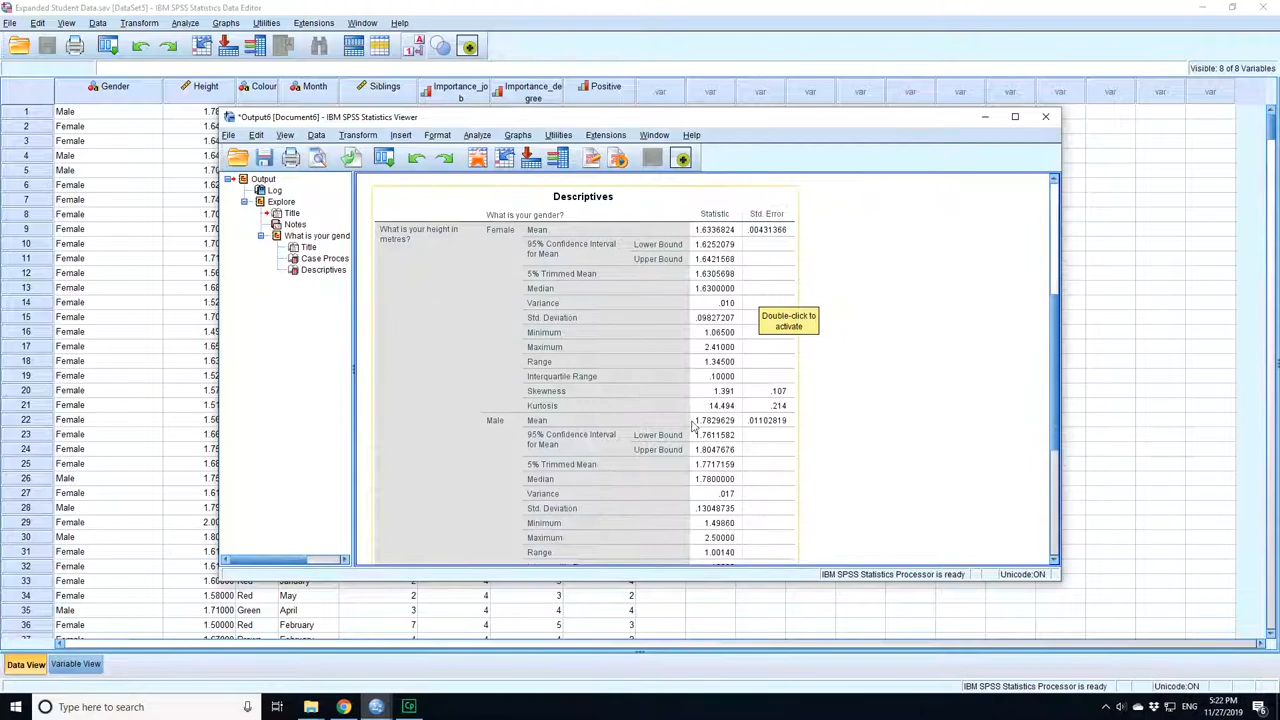 Expanded Student Data.sav [DataSet5] - IBM SPSS Statistics Data Editor
File Edit View Data Transform Analyze Graphs Utilities Extensions Window Help
Visible: 8 of 8 Variables
Gender Height Colour Month Siblings Importance_job Importance_degree Positive var var var var var var var var
1 Male
2 Female
3 Female
4 Male
5 Male
6 Female
7 Female
8 Female
9 Female
10 Female
11 Female
12 Female
13 Female
14 Female
15 Female
16 Male
17 Female
18 Female
19 Female
20 Female
21 Female
22 Female
23 Female
24 Female
25 Female
26 Male
27 Female
28 Male
29 Female
30 Male
31 Female
32 Female
33 Female January
34 Female 1.58000 Red May 2 4 3 2
35 Male 1.71000 Green April 3 4 4 4
36 Female 1.50000 Red February 7 4 5 3
*Output6 [Document6] - IBM SPSS Statistics Viewer
File Edit View Data Transform Insert Format Analyze Graphs Utilities Extensions Window Help
Output
Log
Explore
Title
Notes
What is your gend
Title
Case Proces
Descriptives
Descriptives
What is your gender? Statistic Std. Error
What is your height in metres? Female Mean 1.6336824 .00431366
95% Confidence Interval for Mean Lower Bound 1.6252079
Upper Bound 1.6421568
5% Trimmed Mean 1.6305698
Median 1.6300000
Variance .010
Std. Deviation .09827207
Minimum 1.06500
Maximum 2.41000
Range 1.34500
Interquartile Range .10000
Skewness 1.391 .107
Kurtosis 14.494 .214
Male Mean 1.7829629 .01102819
95% Confidence Interval for Mean Lower Bound 1.7611582
Upper Bound 1.8047676
5% Trimmed Mean 1.7717159
Median 1.7800000
Variance .017
Std. Deviation .13048735
Minimum 1.49860
Maximum 2.50000
Range 1.00140
Double-click to activate
IBM SPSS Statistics Processor is ready Unicode:ON
Data View Variable View
IBM SPSS Statistics Processor is ready Unicode:ON
Type here to search
ENG
5:22 PM
11/27/2019